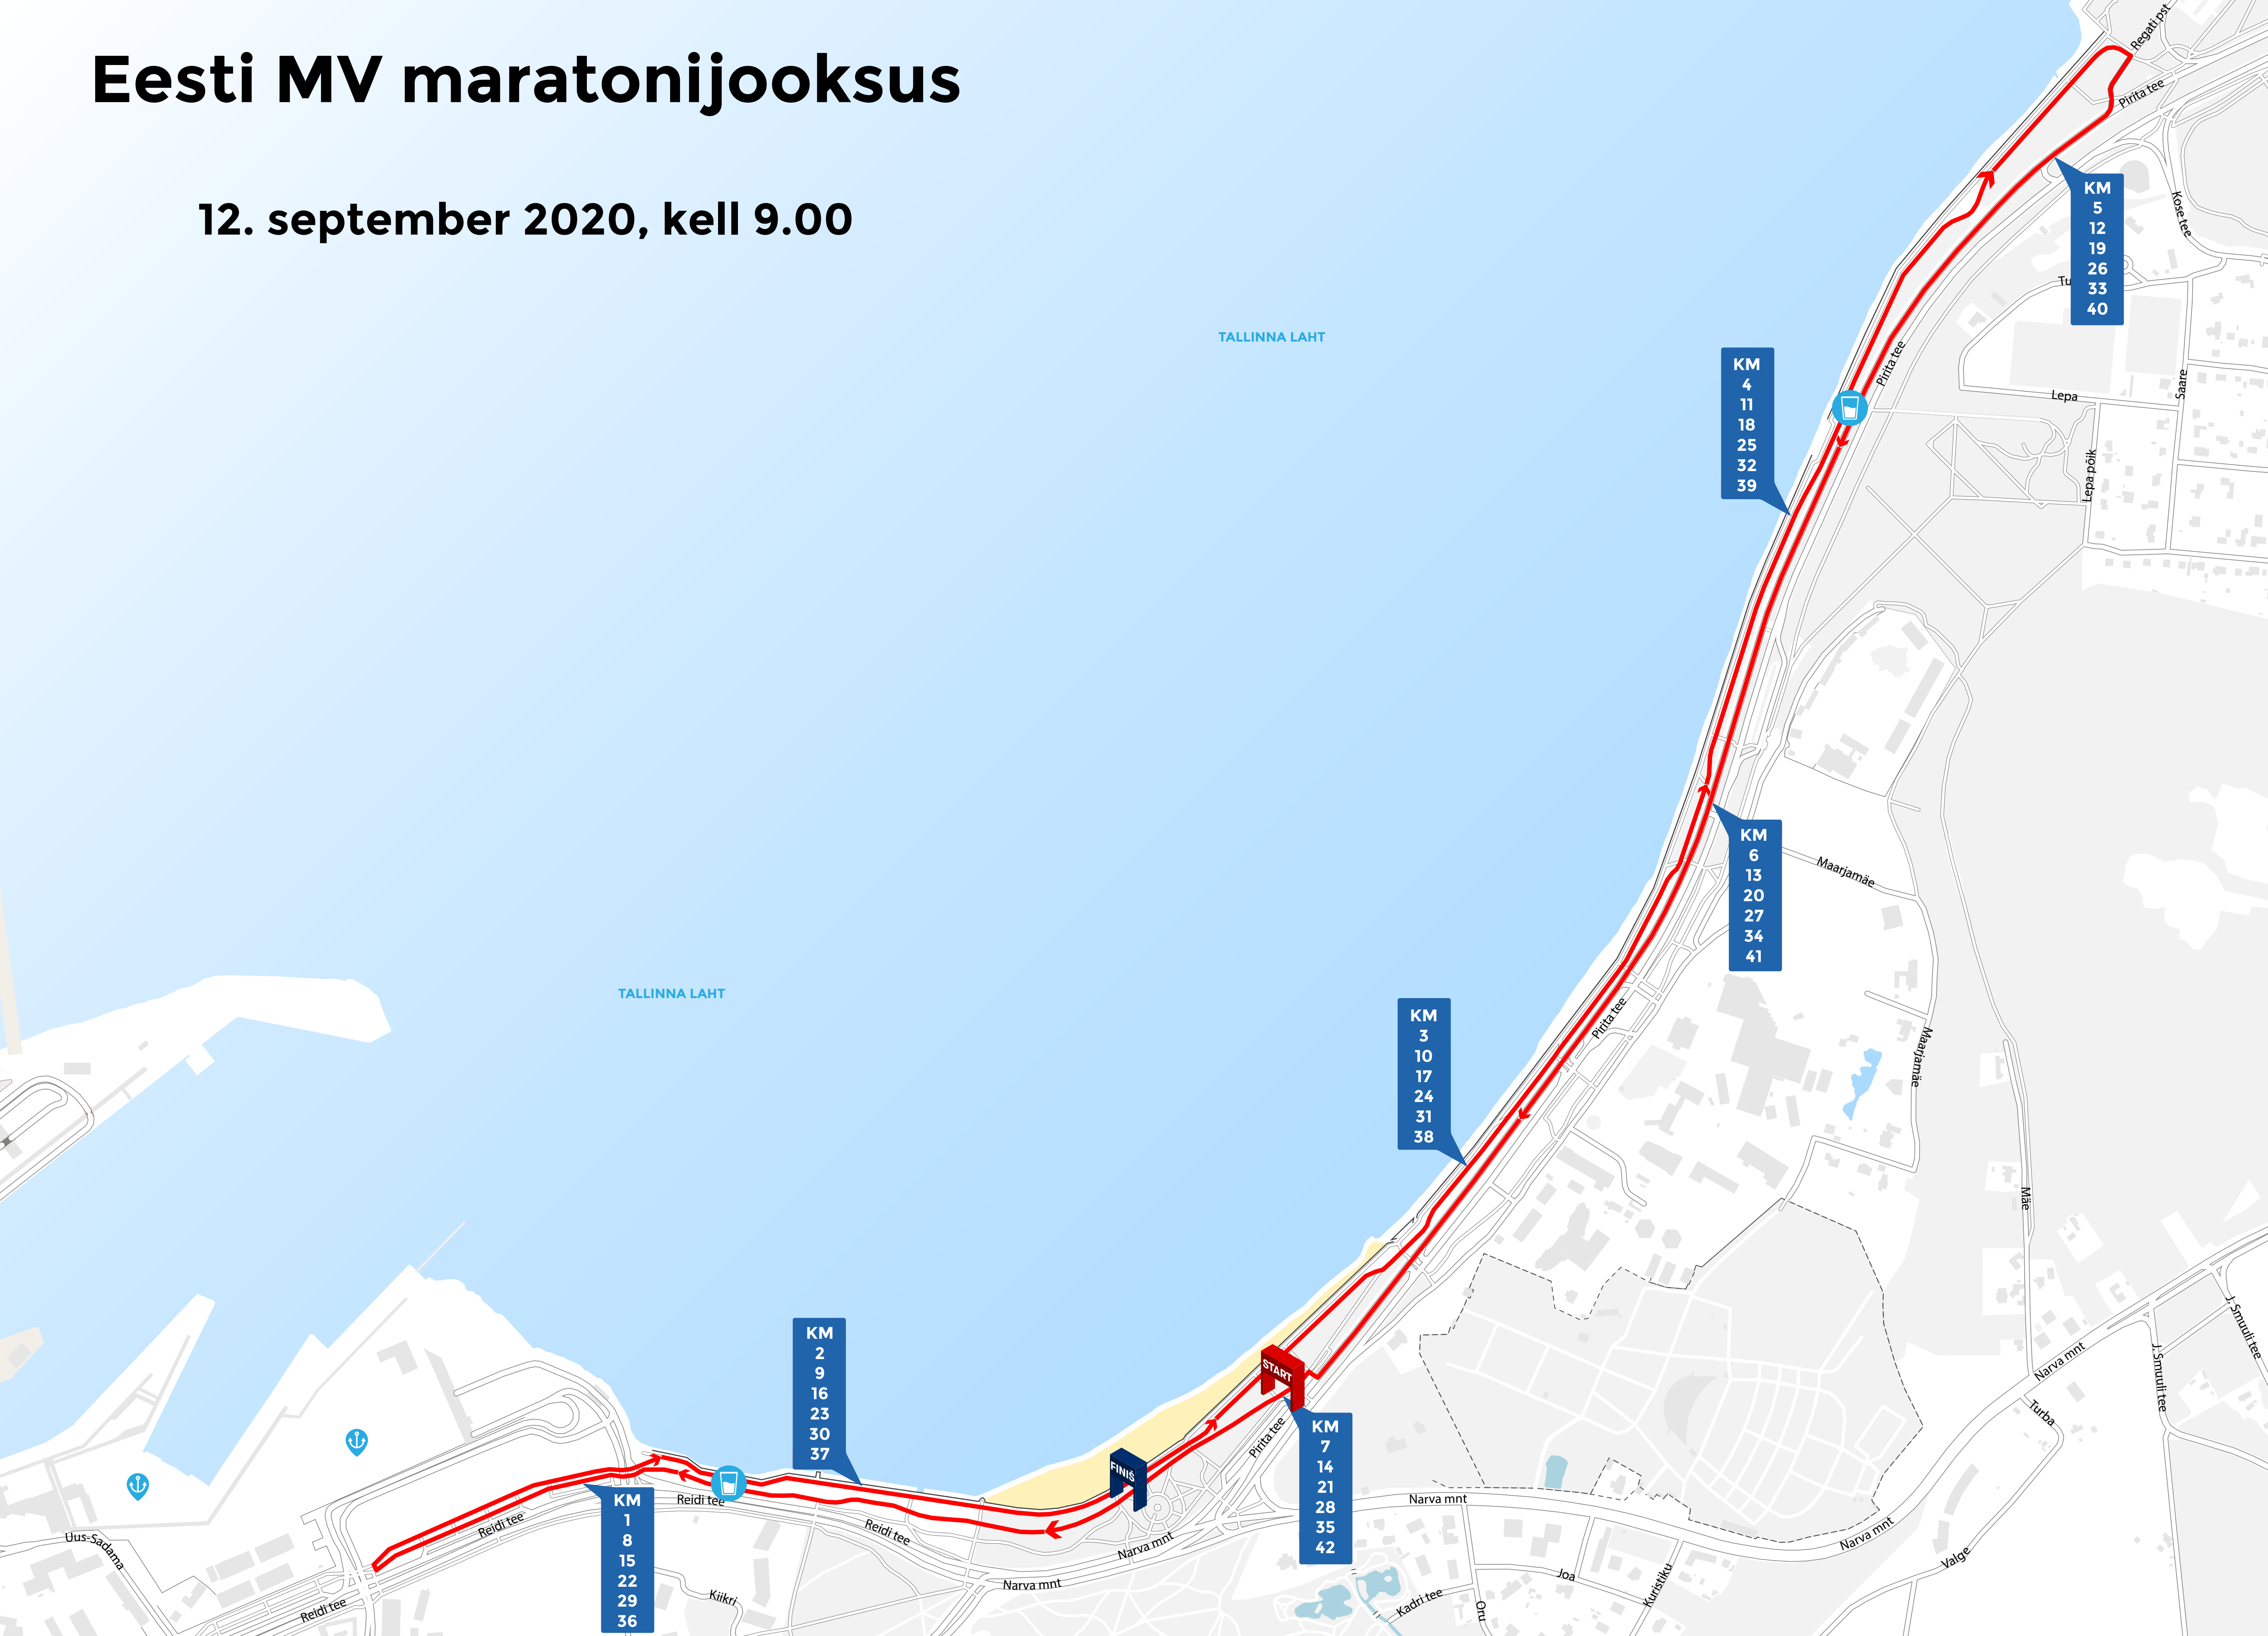 Eesti MV maratonijooksus
12. september 2020, kell 9.00
Regati pst
Pirita tee
Kose tee
KM
5
12
19
26
33
40
Tu
TALLINNA LAHT
Pirita tee
KM
4
11
18
25
32
39
Lepa
Saare
Lepa põik
KM
6
13
20
27
34
41
Maarjamäe
TALLINNA LAHT
Pirita tee
KM
3
10
17
24
31
38
Maarjamäe
Mäe
J. Smuuli tee
J. Smuuli tee
Narva mnt
KM
2
9
16
23
30
37
START
Pirita tee
KM
7
14
21
28
35
42
Turba
FINIŠ
KM
1
8
15
22
29
36
Reidi tee
Reidi tee
Reidi tee
Reidi tee
Uus-Sadama
Narva mnt
Narva mnt
Narva mnt
Narva mnt
Valge
Kiikri
Joa
Kuristiku
Kadri tee
Oru